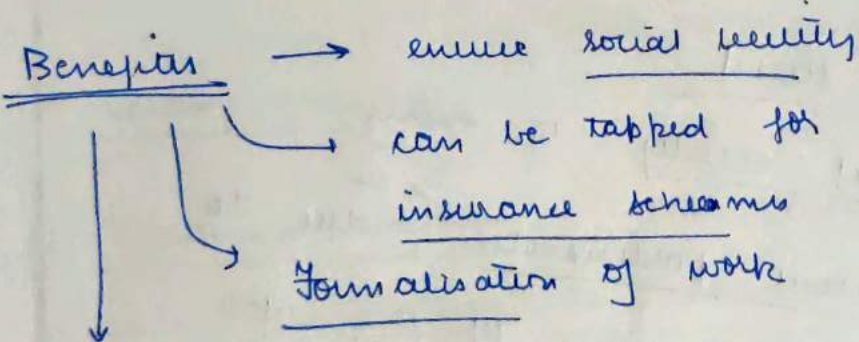 Benefits → ensure social security
can be tapped for
insurance schemes
Formalisation of work